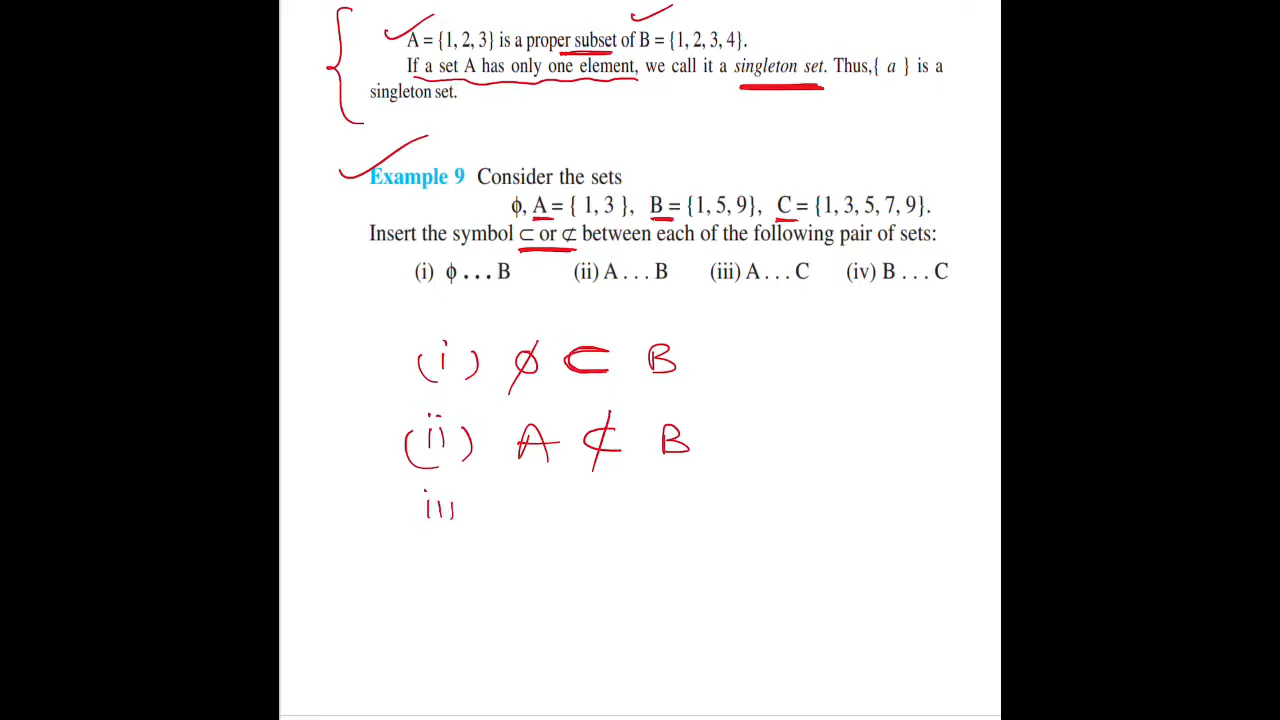 A = {1, 2, 3} is a proper subset of B = {1, 2, 3, 4}.
If a set A has only one element, we call it a singleton set. Thus,{ a } is a
singleton set.
Example 9 Consider the sets
φ, A = { 1, 3 }, B = {1, 5, 9}, C = {1, 3, 5, 7, 9}.
Insert the symbol ⊂ or ⊄ between each of the following pair of sets:
(i) φ . . . B (ii) A . . . B (iii) A . . . C (iv) B . . . C
(i) φ ⊂ B
(ii) A ⊄ B
iii